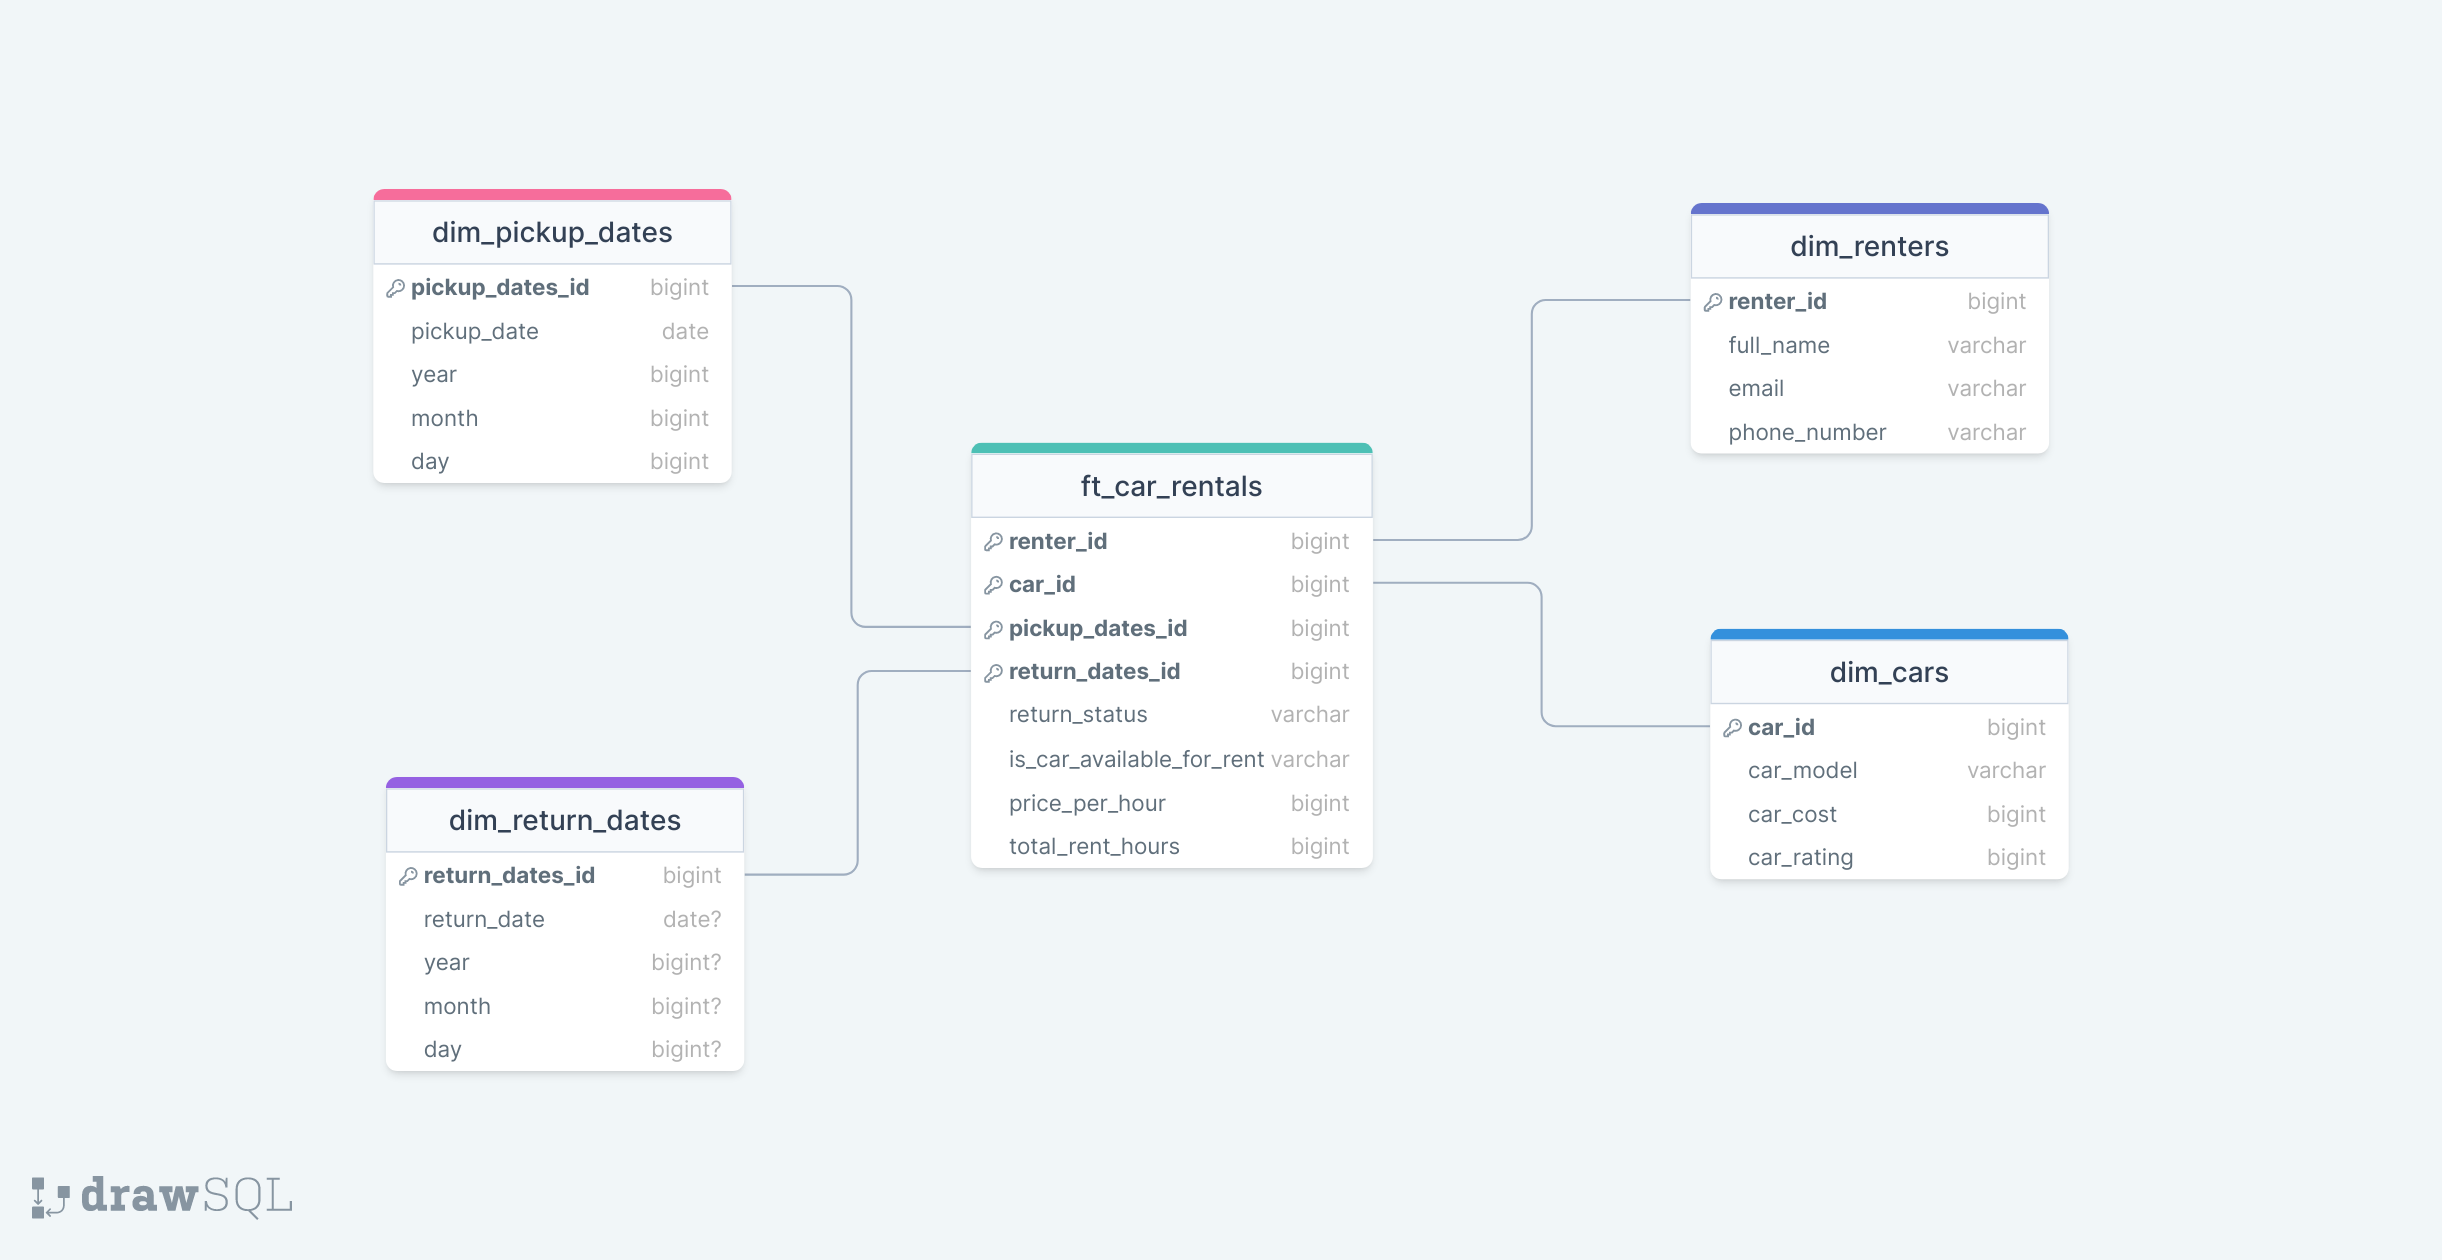 dim_pickup_dates
pickup_dates_id bigint
pickup_date date
year bigint
month bigint
day bigint
dim_renters
renter_id bigint
full_name varchar
email varchar
phone_number varchar
ft_car_rentals
renter_id bigint
car_id bigint
pickup_dates_id bigint
return_dates_id bigint
return_status varchar
is_car_available_for_rent varchar
price_per_hour bigint
total_rent_hours bigint
dim_cars
car_id bigint
car_model varchar
car_cost bigint
car_rating bigint
dim_return_dates
return_dates_id bigint
return_date date?
year bigint?
month bigint?
day bigint?
drawSQL